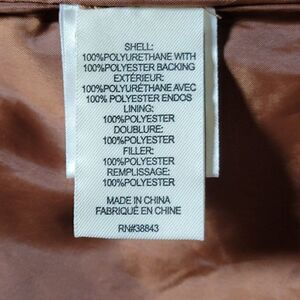 SHELL:
100%POLYURETHANE WITH
100%POLYESTER BACKING
EXTÉRIEUR:
100%POLYURÉTHANE AVEC
100% POLYESTER ENDOS
LINING:
100%POLYESTER
DOUBLURE:
100%POLYESTER
FILLER:
100%POLYESTER
REMPLISSAGE:
100%POLYESTER
MADE IN CHINA
FABRIQUÉ EN CHINE
RN#38843